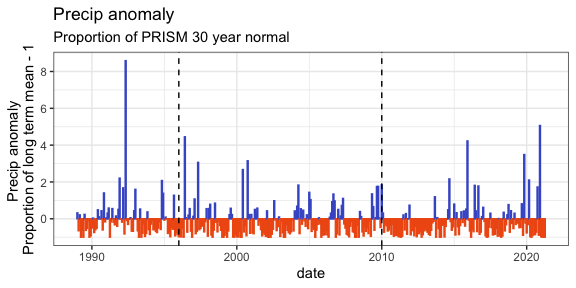 Precip anomaly
Proportion of PRISM 30 year normal
Precip anomaly
Proportion of long term mean - 1
8
6
4
2
0
1990
2000
2010
2020
date